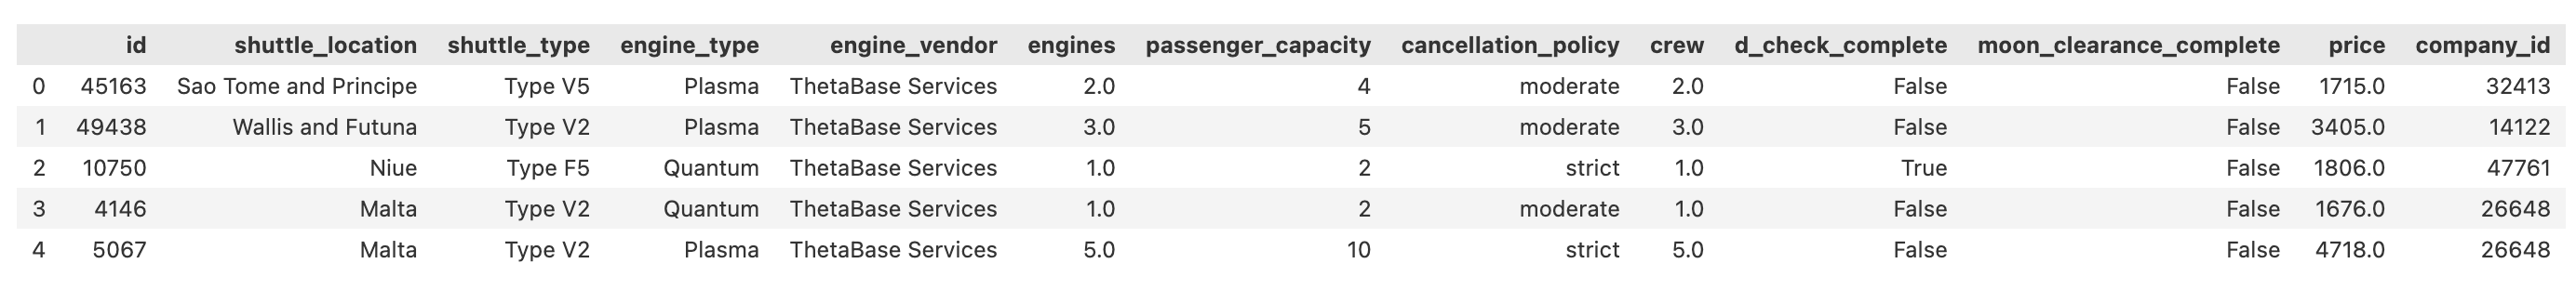 id shuttle_location shuttle_type engine_type engine_vendor engines passenger_capacity cancellation_policy crew d_check_complete moon_clearance_complete price company_id
0 45163 Sao Tome and Principe Type V5 Plasma ThetaBase Services 2.0 4 moderate 2.0 False False 1715.0 32413
1 49438 Wallis and Futuna Type V2 Plasma ThetaBase Services 3.0 5 moderate 3.0 False False 3405.0 14122
2 10750 Niue Type F5 Quantum ThetaBase Services 1.0 2 strict 1.0 True False 1806.0 47761
3 4146 Malta Type V2 Quantum ThetaBase Services 1.0 2 moderate 1.0 False False 1676.0 26648
4 5067 Malta Type V2 Plasma ThetaBase Services 5.0 10 strict 5.0 False False 4718.0 26648